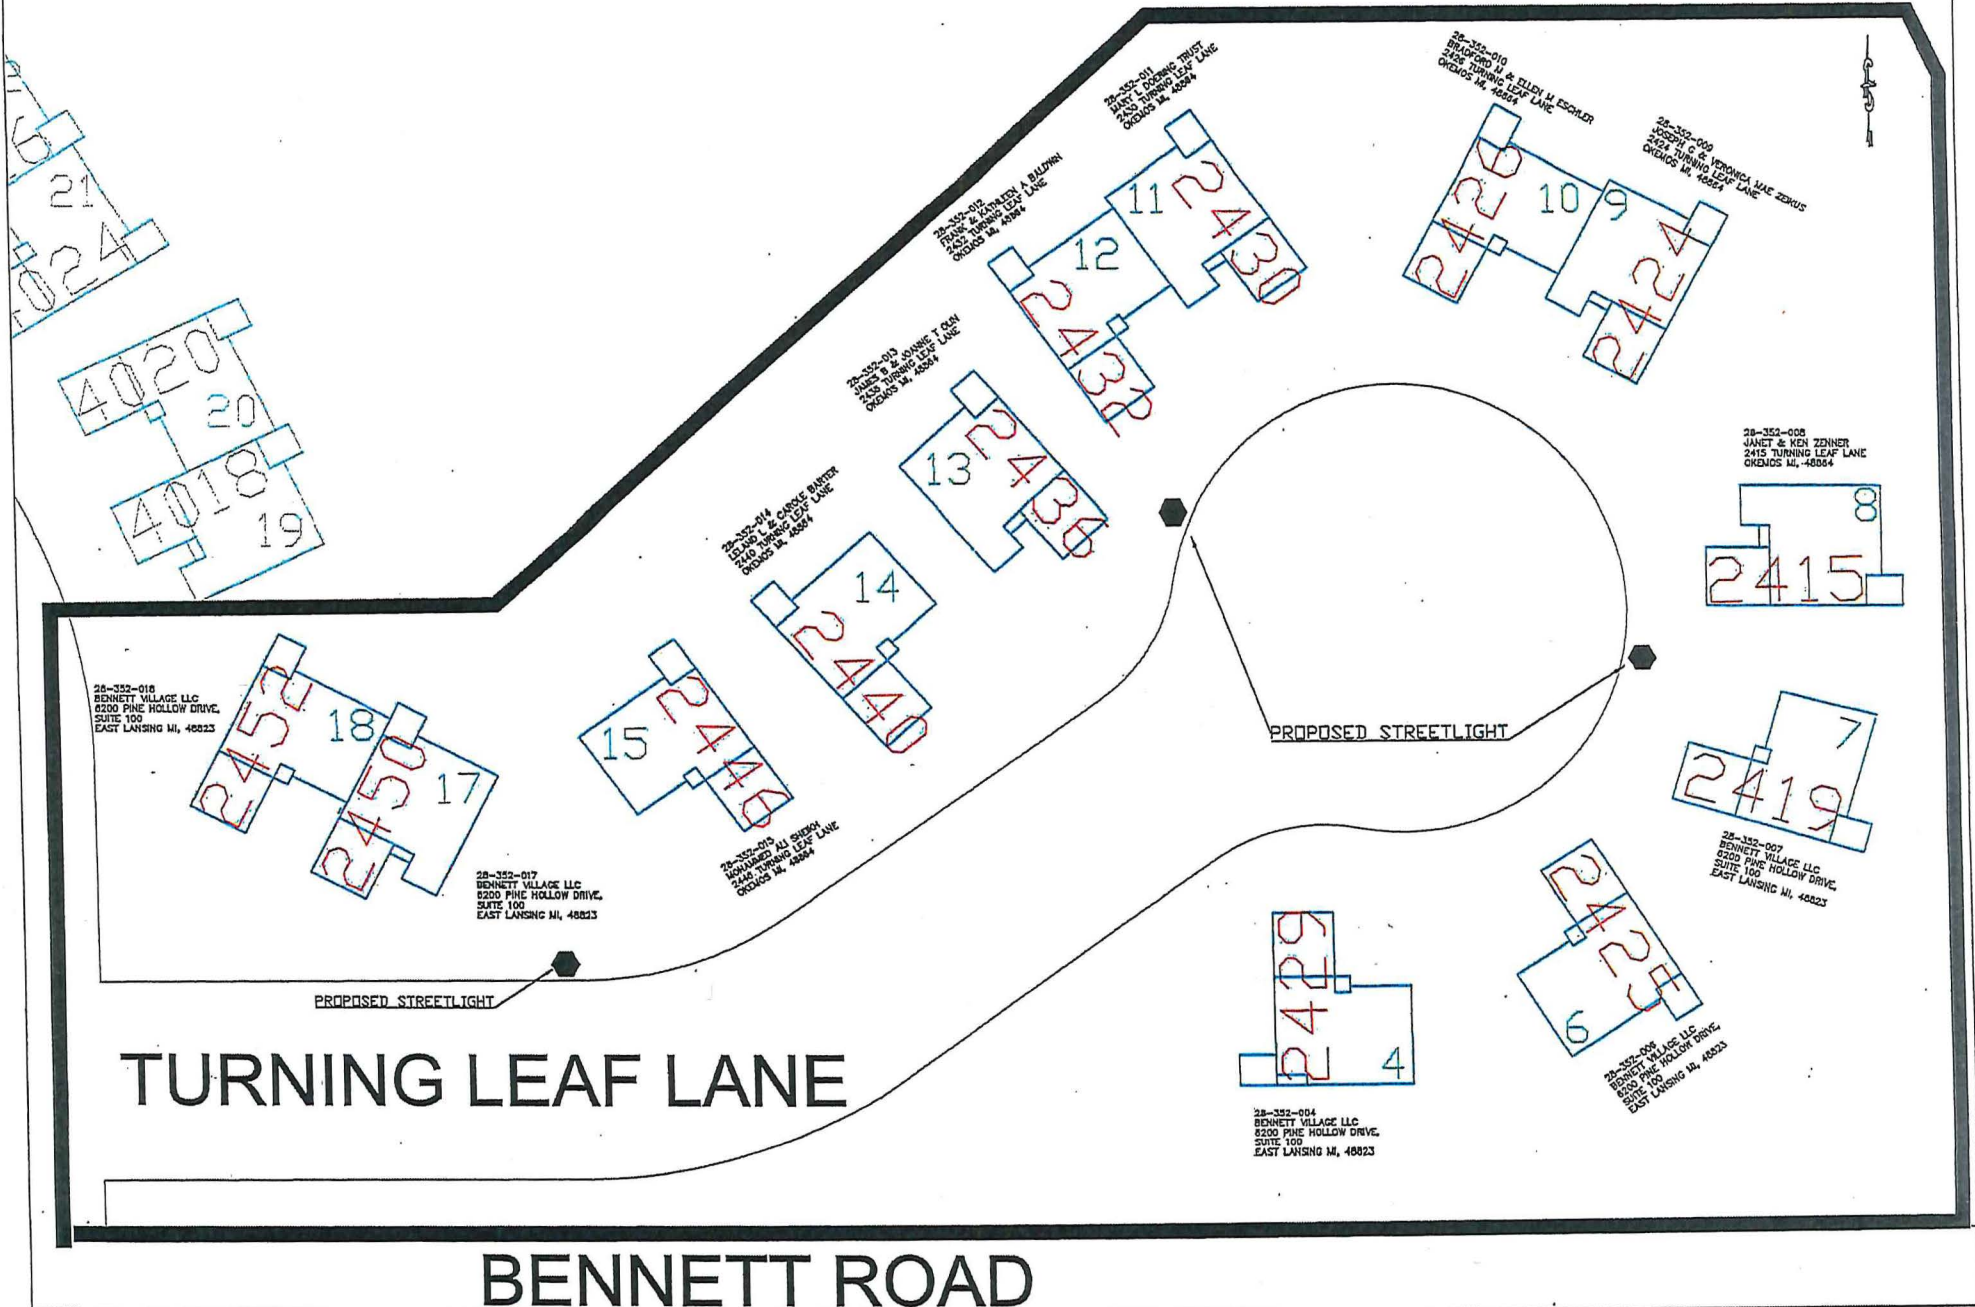 21
4024
4020
20
4018
19
28-352-011
MARY L DOERING TRUST
2430 TURNING LEAF LANE
OKEMOS MI, 48864
11
2430
28-352-012
FRANK & KATHLEEN A BALDWIN
2432 TURNING LEAF LANE
OKEMOS MI, 48864
12
2432
28-352-010
BRADFORD M & ELLEN M ESCHLER
2426 TURNING LEAF LANE
OKEMOS MI, 48864
2426
10
28-352-009
JOSEPH G & VERONICA MAE ZEIKUS
2424 TURNING LEAF LANE
OKEMOS MI, 48864
9
2424
28-352-013
JAMES B & JOANNE T OLIN
OKEMOS MI, 48864
13
2436
28-352-008
JANET & KEN ZENNER
2415 TURNING LEAF LANE
OKEMOS MI, 48864
8
2415
28-352-014
LELAND L & CAROLE BARTER
2440 TURNING LEAF LANE
OKEMOS MI, 48864
14
2440
28-352-018
BENNETT VILLAGE LLC
6200 PINE HOLLOW DRIVE,
SUITE 100
EAST LANSING MI, 48823
2452
18
2450
17
28-352-017
BENNETT VILLAGE LLC
6200 PINE HOLLOW DRIVE,
SUITE 100
EAST LANSING MI, 48823
15
2446
28-352-015
MOHAMMED ALI SHEIKH
2446 TURNING LEAF LANE
OKEMOS MI, 48864
PROPOSED STREETLIGHT
7
2419
28-352-007
BENNETT VILLAGE LLC
6200 PINE HOLLOW DRIVE,
SUITE 100
EAST LANSING MI, 48823
6
28-352-006
BENNETT VILLAGE LLC
6200 PINE HOLLOW DRIVE,
SUITE 100
EAST LANSING MI, 48823
2429
4
28-352-004
BENNETT VILLAGE LLC
6200 PINE HOLLOW DRIVE,
SUITE 100
EAST LANSING MI, 48823
PROPOSED STREETLIGHT
TURNING LEAF LANE
BENNETT ROAD